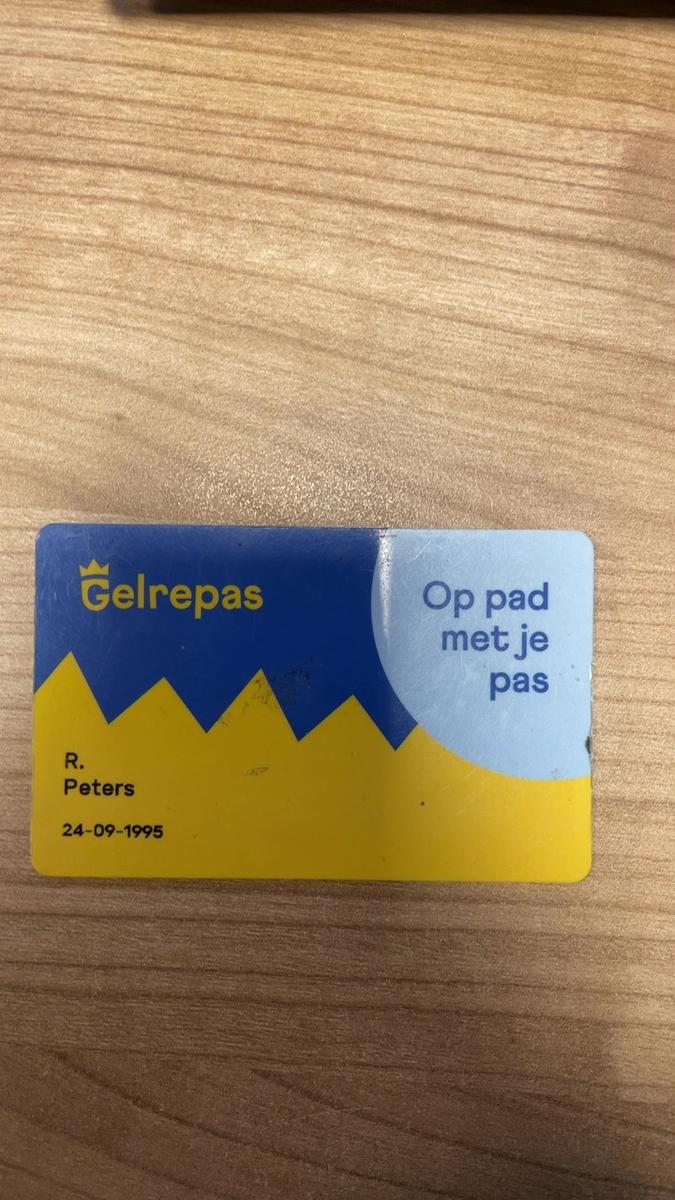 Gelrepas
Op pad
met je
pas
R.
Peters
24-09-1995